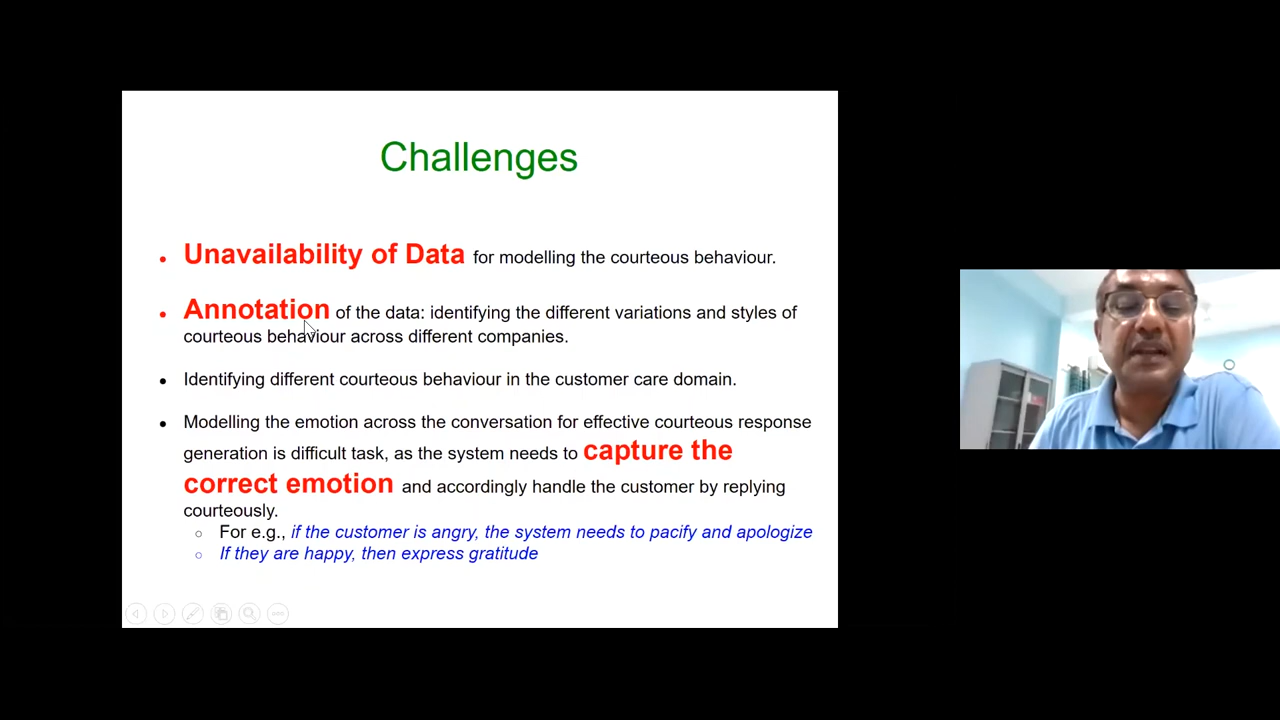 Challenges
• Unavailability of Data for modelling the courteous behaviour.
• Annotation of the data: identifying the different variations and styles of
courteous behaviour across different companies.
• Identifying different courteous behaviour in the customer care domain.
• Modelling the emotion across the conversation for effective courteous response
generation is difficult task, as the system needs to capture the
correct emotion and accordingly handle the customer by replying
courteously.
○ For e.g., if the customer is angry, the system needs to pacify and apologize
○ If they are happy, then express gratitude